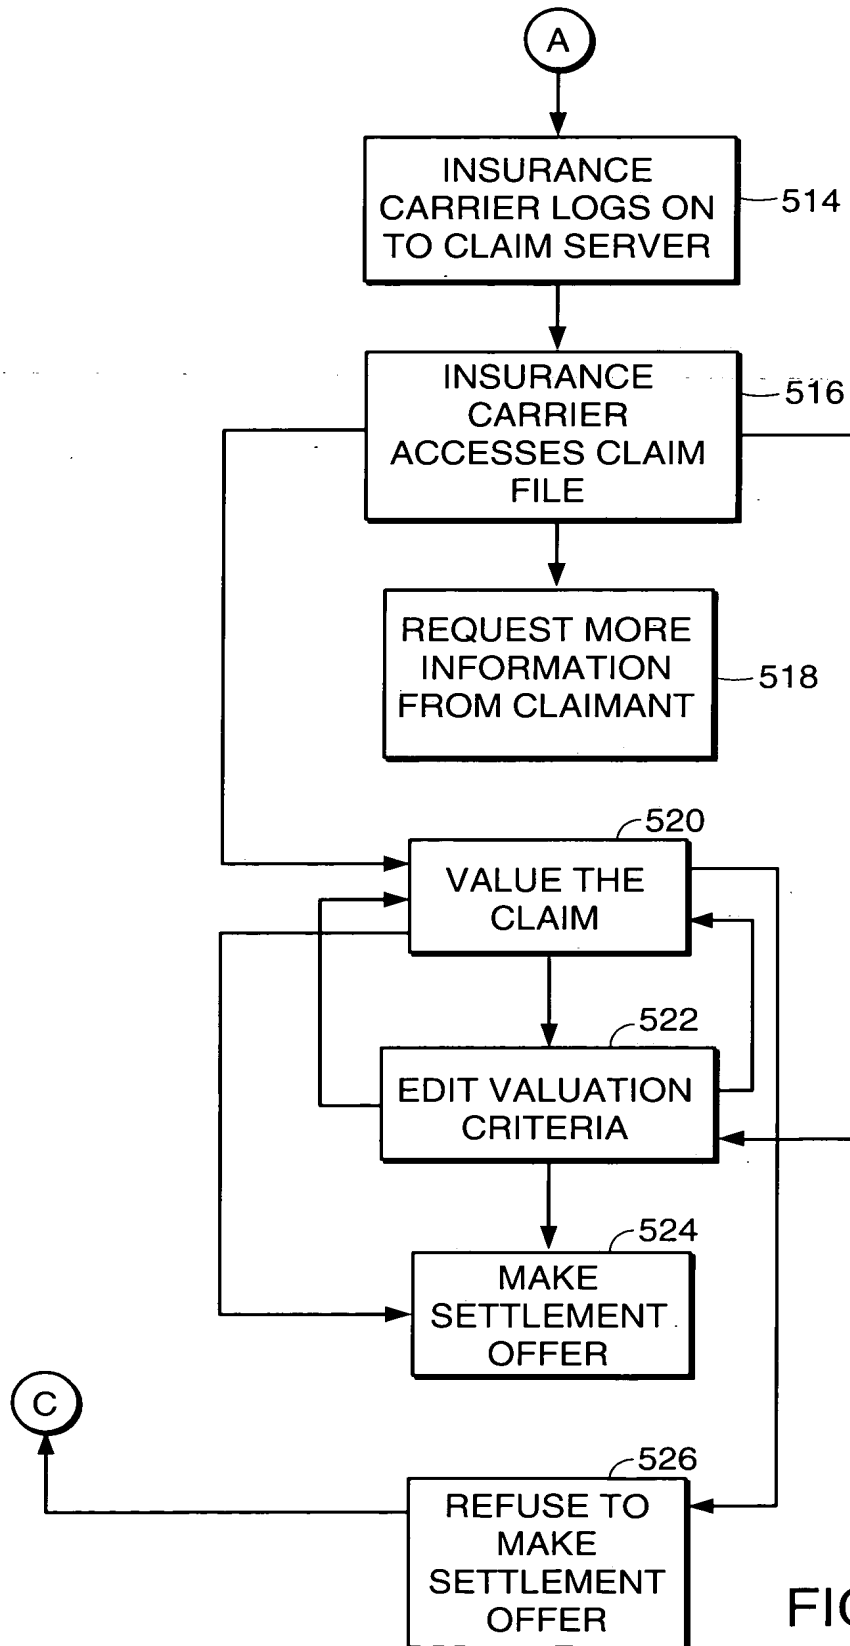 A
INSURANCE
CARRIER LOGS ON
TO CLAIM SERVER
514
INSURANCE
CARRIER
ACCESSES CLAIM
FILE
516
REQUEST MORE
INFORMATION
FROM CLAIMANT
518
520
VALUE THE
CLAIM
522
EDIT VALUATION
CRITERIA
524
MAKE
SETTLEMENT
OFFER
C
526
REFUSE TO
MAKE
SETTLEMENT
OFFER